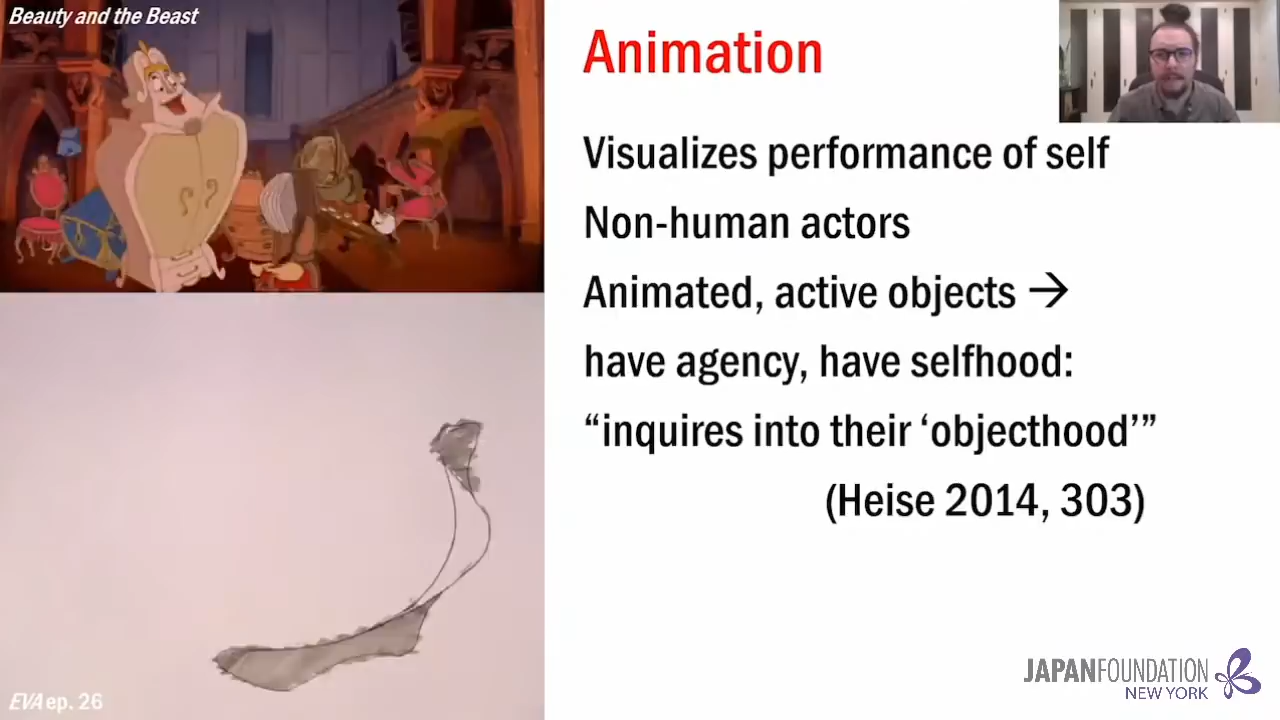 Beauty and the Beast
Animation
Visualizes performance of self
Non-human actors
Animated, active objects →
have agency, have selfhood:
“inquires into their ‘objecthood’”
(Heise 2014, 303)
EVA ep. 26
JAPANFOUNDATION
NEW YORK